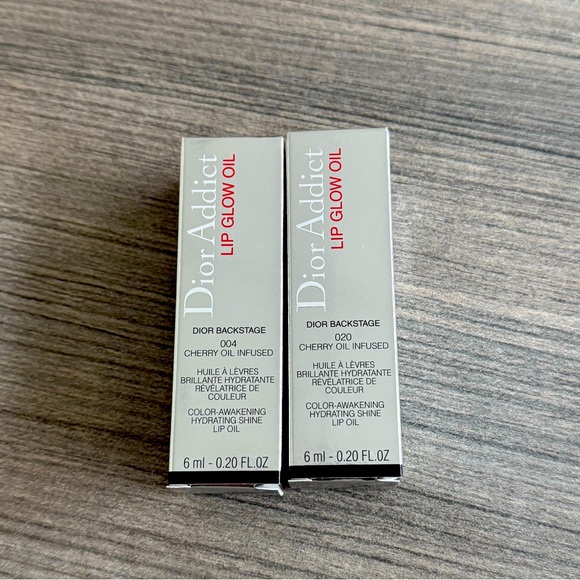 Dior Addict
LIP GLOW OIL
DIOR BACKSTAGE
004
CHERRY OIL INFUSED
HUILE À LÈVRES
BRILLANTE HYDRATANTE
RÉVÉLATRICE DE
COULEUR
COLOR-AWAKENING
HYDRATING SHINE
LIP OIL
6 ml - 0.20 FL.OZ
Dior Addict
LIP GLOW OIL
DIOR BACKSTAGE
020
CHERRY OIL INFUSED
HUILE À LÈVRES
BRILLANTE HYDRATANTE
RÉVÉLATRICE DE
COULEUR
COLOR-AWAKENING
HYDRATING SHINE
LIP OIL
6 ml - 0.20 FL.OZ